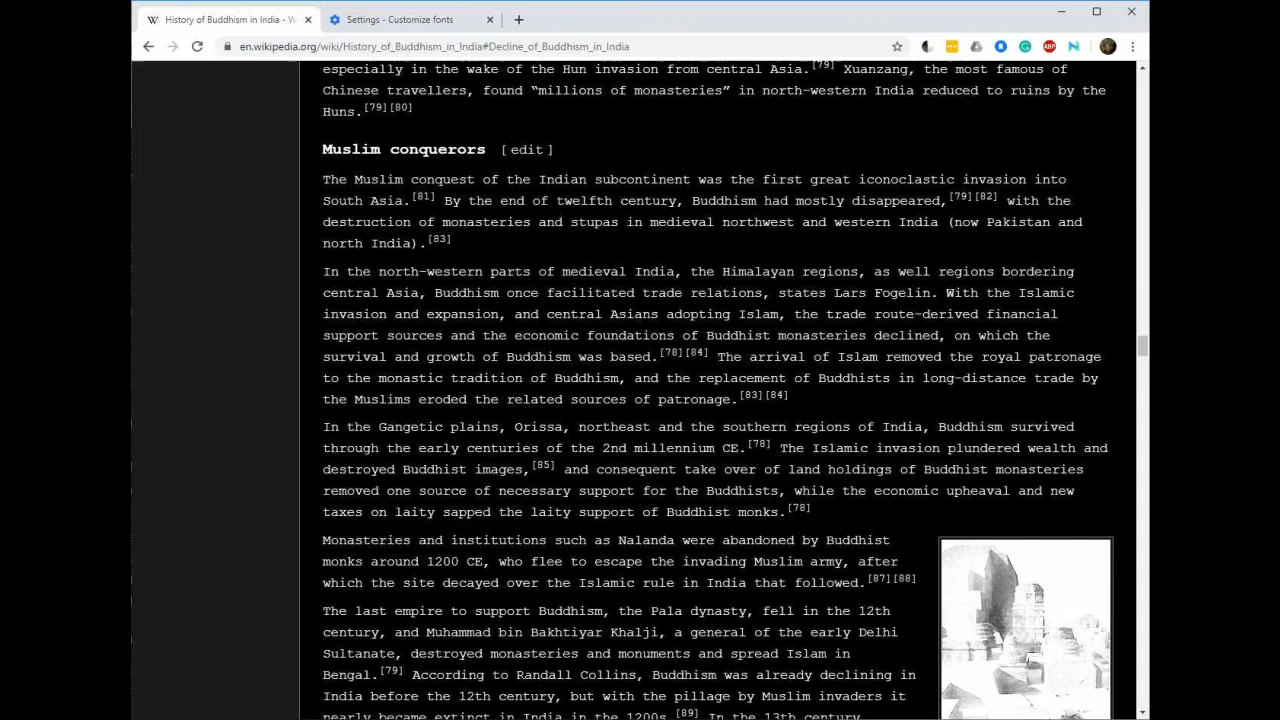 History of Buddhism in India - W
Settings - Customize fonts
en.wikipedia.org/wiki/History_of_Buddhism_in_India#Decline_of_Buddhism_in_India
especially in the wake of the Hun invasion from central Asia.[79] Xuanzang, the most famous of
Chinese travellers, found “millions of monasteries” in north-western India reduced to ruins by the
Huns.[79][80]
Muslim conquerors [ edit ]
The Muslim conquest of the Indian subcontinent was the first great iconoclastic invasion into
South Asia.[81] By the end of twelfth century, Buddhism had mostly disappeared,[79][82] with the
destruction of monasteries and stupas in medieval northwest and western India (now Pakistan and
north India).[83]
In the north-western parts of medieval India, the Himalayan regions, as well regions bordering
central Asia, Buddhism once facilitated trade relations, states Lars Fogelin. With the Islamic
invasion and expansion, and central Asians adopting Islam, the trade route-derived financial
support sources and the economic foundations of Buddhist monasteries declined, on which the
survival and growth of Buddhism was based.[78][84] The arrival of Islam removed the royal patronage
to the monastic tradition of Buddhism, and the replacement of Buddhists in long-distance trade by
the Muslims eroded the related sources of patronage.[83][84]
In the Gangetic plains, Orissa, northeast and the southern regions of India, Buddhism survived
through the early centuries of the 2nd millennium CE.[78] The Islamic invasion plundered wealth and
destroyed Buddhist images,[85] and consequent take over of land holdings of Buddhist monasteries
removed one source of necessary support for the Buddhists, while the economic upheaval and new
taxes on laity sapped the laity support of Buddhist monks.[78]
Monasteries and institutions such as Nalanda were abandoned by Buddhist
monks around 1200 CE, who flee to escape the invading Muslim army, after
which the site decayed over the Islamic rule in India that followed.[87][88]
The last empire to support Buddhism, the Pala dynasty, fell in the 12th
century, and Muhammad bin Bakhtiyar Khalji, a general of the early Delhi
Sultanate, destroyed monasteries and monuments and spread Islam in
Bengal.[79] According to Randall Collins, Buddhism was already declining in
India before the 12th century, but with the pillage by Muslim invaders it
nearly became extinct in India in the 1200s.[89] In the 13th century